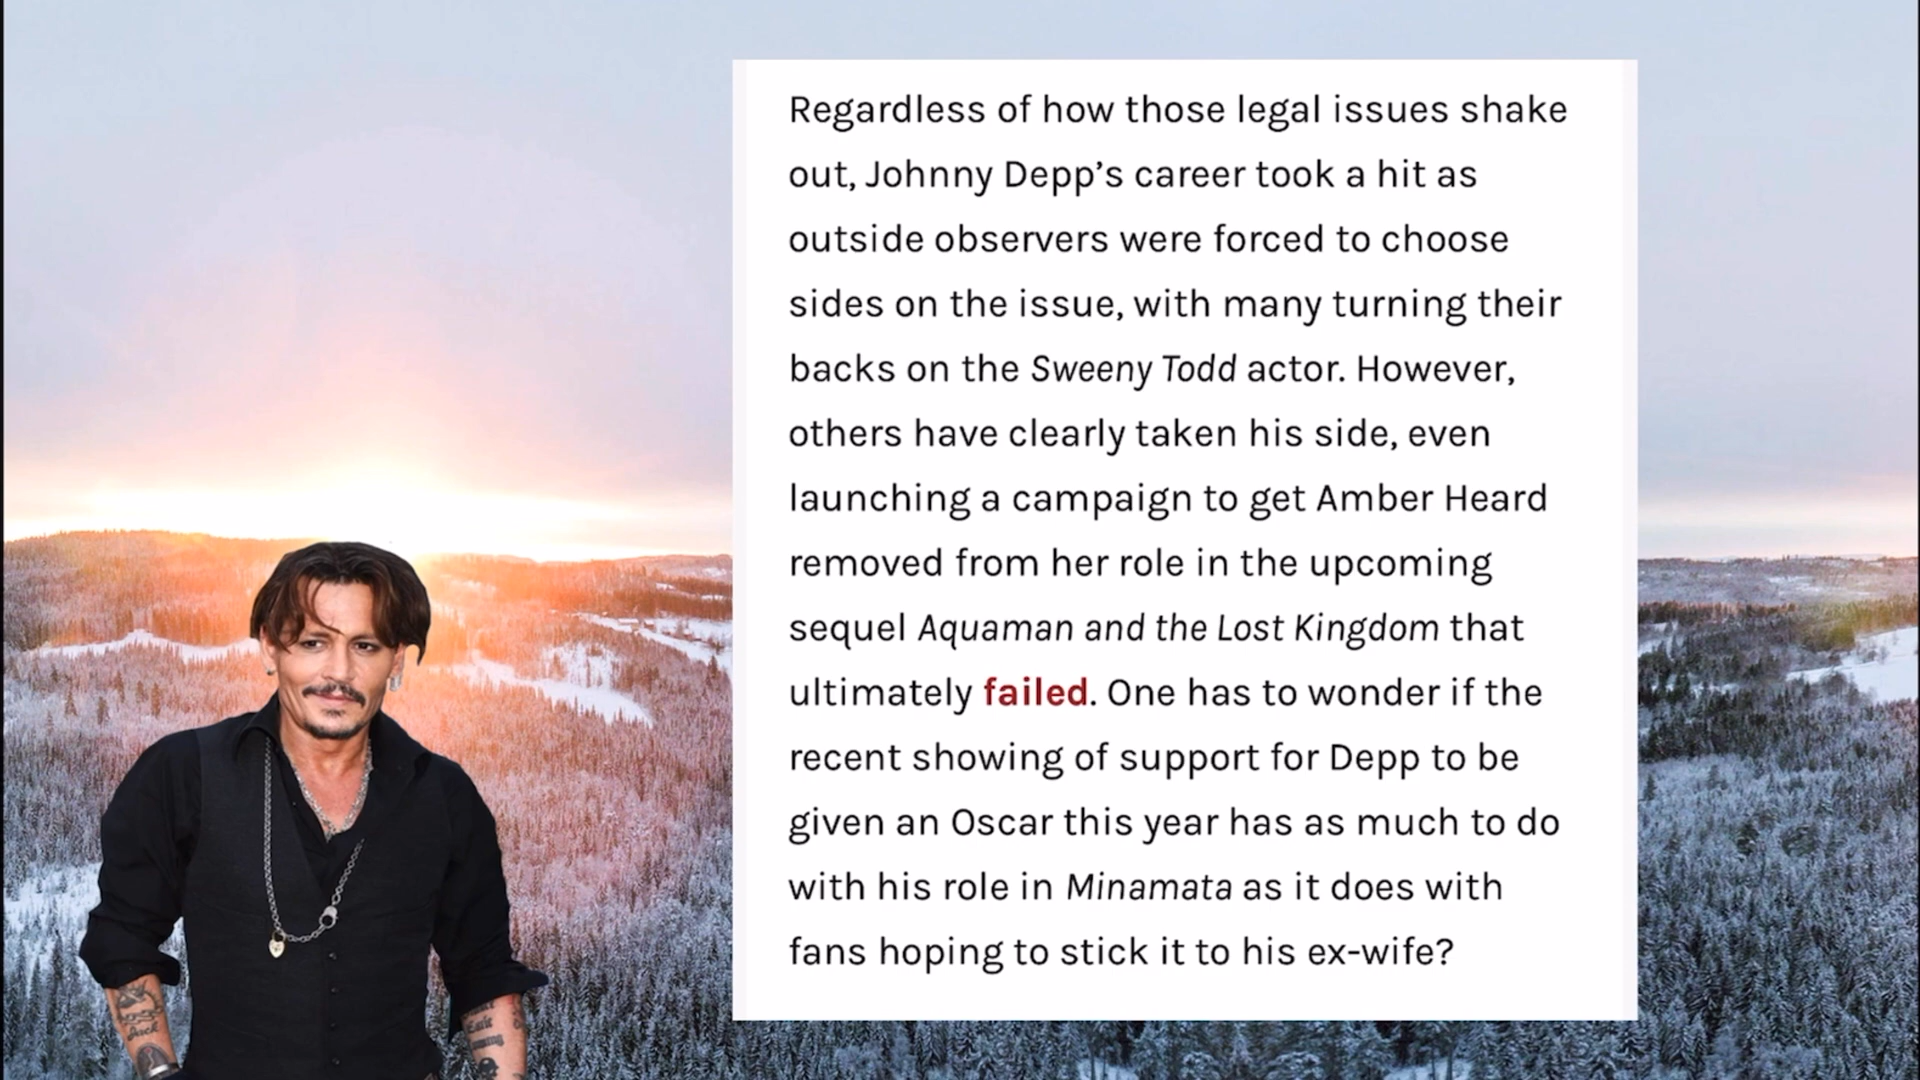 Regardless of how those legal issues shake
out, Johnny Depp’s career took a hit as
outside observers were forced to choose
sides on the issue, with many turning their
backs on the Sweeny Todd actor. However,
others have clearly taken his side, even
launching a campaign to get Amber Heard
removed from her role in the upcoming
sequel Aquaman and the Lost Kingdom that
ultimately failed. One has to wonder if the
recent showing of support for Depp to be
given an Oscar this year has as much to do
with his role in Minamata as it does with
fans hoping to stick it to his ex-wife?
Jack